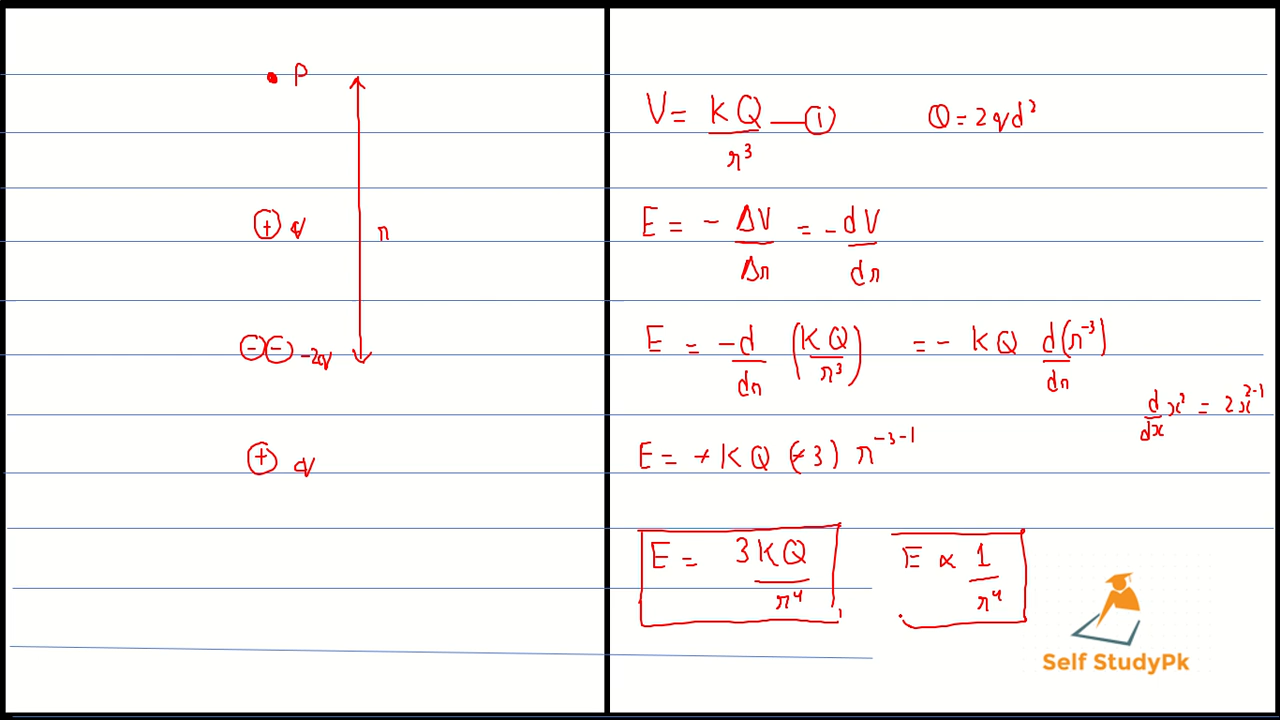 P
+ q
r
-- -2q
+ q
V = KQ/r³ — ① Q = 2qd²
E = - ΔV/Δr = - dV/dr
E = -d/dr (KQ/r³) = - KQ d(r⁻³)/dr
d/dx x² = 2x²⁻¹
E = + KQ (-3) r⁻³⁻¹
E = 3KQ/r⁴ E ∝ 1/r⁴
Self StudyPk